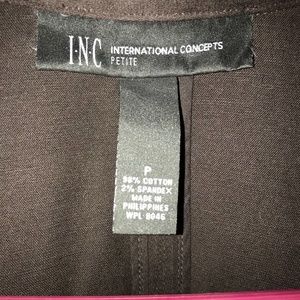 I·N·C INTERNATIONAL CONCEPTS
PETITE
P
98% COTTON
2% SPANDEX
MADE IN
PHILIPPINES
WPL 8046